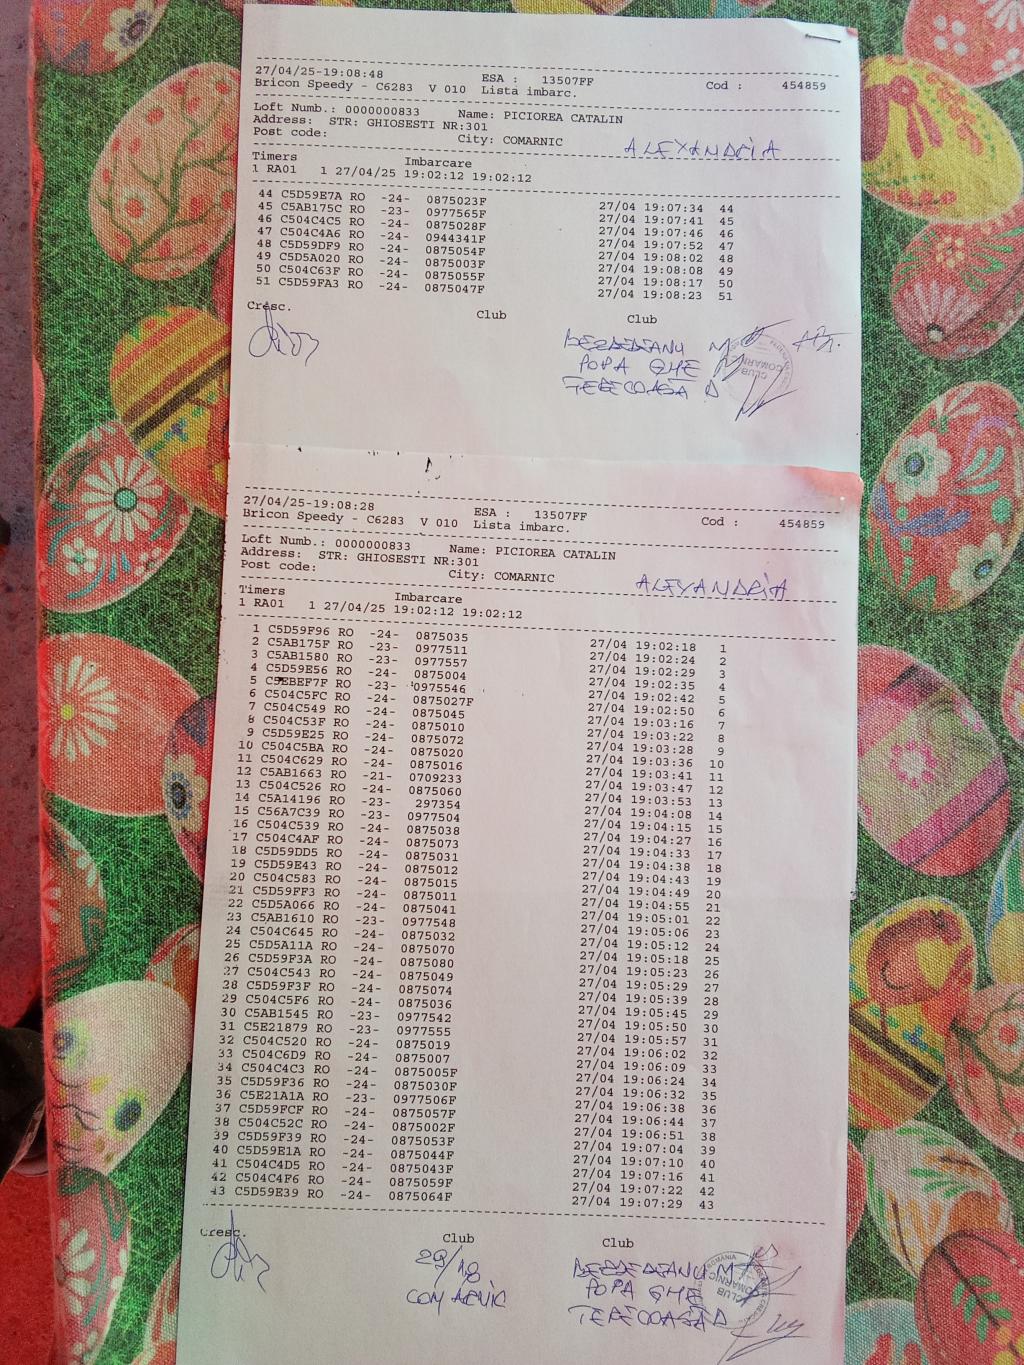 27/04/25-19:08:48 ESA : 13507FF Cod : 454859
Bricon Speedy - C6283 V 010 Lista imbarc.
Loft Numb.: 0000000833 Name: PICIOREA CATALIN
Address: STR: GHIOSESTI NR:301
Post code: City: COMARNIC ALEXANDRIA
Timers Imbarcare
1 RA01 1 27/04/25 19:02:12 19:02:12
44 C5D59E7A RO -24- 0875023F 27/04 19:07:34 44
45 C5AB175C RO -23- 0977565F 27/04 19:07:41 45
46 C504C4C5 RO -24- 0875028F 27/04 19:07:46 46
47 C504C4A6 RO -24- 0944341F 27/04 19:07:52 47
48 C5D59DF9 RO -24- 0875054F 27/04 19:08:02 48
49 C5D5A020 RO -24- 0875003F 27/04 19:08:08 49
50 C504C63F RO -24- 0875055F 27/04 19:08:17 50
51 C5D59FA3 RO -24- 0875047F 27/04 19:08:23 51
Cresc. Club Club
BEZDEDEANU M
POPA GHE
TEPECOASA D
CLUB COMARNIC
27/04/25-19:08:28 ESA : 13507FF Cod : 454859
Bricon Speedy - C6283 V 010 Lista imbarc.
Loft Numb.: 0000000833 Name: PICIOREA CATALIN
Address: STR: GHIOSESTI NR:301
Post code: City: COMARNIC ALEXANDRIA
Timers Imbarcare
1 RA01 1 27/04/25 19:02:12 19:02:12
1 C5D59F96 RO -24- 0875035 27/04 19:02:18 1
2 C5AB175F RO -23- 0977511 27/04 19:02:24 2
3 C5AB1580 RO -23- 0977557 27/04 19:02:29 3
4 C5D59E56 RO -24- 0875004 27/04 19:02:35 4
5 C5EBEF7F RO -23- 0975546 27/04 19:02:42 5
6 C504C5FC RO -24- 0875027F 27/04 19:02:50 6
7 C504C549 RO -24- 0875045 27/04 19:03:16 7
8 C504C53F RO -24- 0875010 27/04 19:03:22 8
9 C5D59E25 RO -24- 0875072 27/04 19:03:28 9
10 C504C5BA RO -24- 0875020 27/04 19:03:36 10
11 C504C629 RO -24- 0875016 27/04 19:03:41 11
12 C5AB1663 RO -21- 0709233 27/04 19:03:47 12
13 C504C526 RO -24- 0875060 27/04 19:03:53 13
14 C5A14196 RO -23- 297354 27/04 19:04:08 14
15 C56A7C39 RO -23- 0977504 27/04 19:04:15 15
16 C504C539 RO -24- 0875038 27/04 19:04:27 16
17 C504C4AF RO -24- 0875073 27/04 19:04:33 17
18 C5D59DD5 RO -24- 0875031 27/04 19:04:38 18
19 C5D59E43 RO -24- 0875012 27/04 19:04:43 19
20 C504C583 RO -24- 0875015 27/04 19:04:49 20
21 C5D59FF3 RO -24- 0875011 27/04 19:04:55 21
22 C5D5A066 RO -24- 0875041 27/04 19:05:01 22
23 C5AB1610 RO -23- 0977548 27/04 19:05:06 23
24 C504C645 RO -24- 0875032 27/04 19:05:12 24
25 C5D5A11A RO -24- 0875070 27/04 19:05:18 25
26 C5D59F3A RO -24- 0875080 27/04 19:05:23 26
27 C504C543 RO -24- 0875049 27/04 19:05:29 27
28 C5D59F3F RO -24- 0875074 27/04 19:05:39 28
29 C504C5F6 RO -24- 0875036 27/04 19:05:45 29
30 C5AB1545 RO -23- 0977542 27/04 19:05:50 30
31 C5E21879 RO -23- 0977555 27/04 19:05:57 31
32 C504C520 RO -24- 0875019 27/04 19:06:02 32
33 C504C6D9 RO -24- 0875007 27/04 19:06:09 33
34 C504C4C3 RO -24- 0875005F 27/04 19:06:24 34
35 C5D59F36 RO -24- 0875030F 27/04 19:06:32 35
36 C5E21A1A RO -23- 0977506F 27/04 19:06:38 36
37 C5D59FCF RO -24- 0875057F 27/04 19:06:44 37
38 C504C52C RO -24- 0875002F 27/04 19:06:51 38
39 C5D59F39 RO -24- 0875053F 27/04 19:07:04 39
40 C5D59E1A RO -24- 0875044F 27/04 19:07:10 40
41 C504C4D5 RO -24- 0875043F 27/04 19:07:16 41
42 C504C4F6 RO -24- 0875059F 27/04 19:07:22 42
43 C5D59E39 RO -24- 0875064F 27/04 19:07:29 43
Cresc. Club Club
29/18
COMARNIC
BEZDEDEANU M
POPA GHE
TEPECOASA D
CLUB COMARNIC